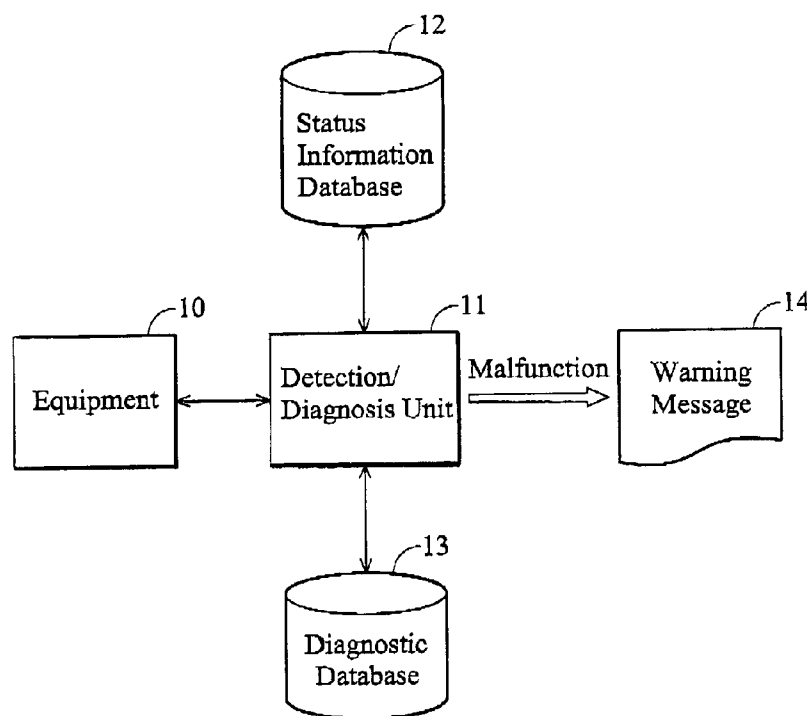 12
Status
Information
Database
10
Equipment
11
Detection/
Diagnosis Unit
Malfunction
14
Warning
Message
13
Diagnostic
Database